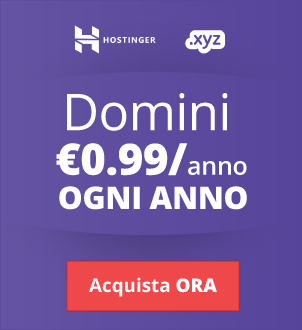 HOSTINGER .xyz
Domini
€0.99/anno
OGNI ANNO
Acquista ORA